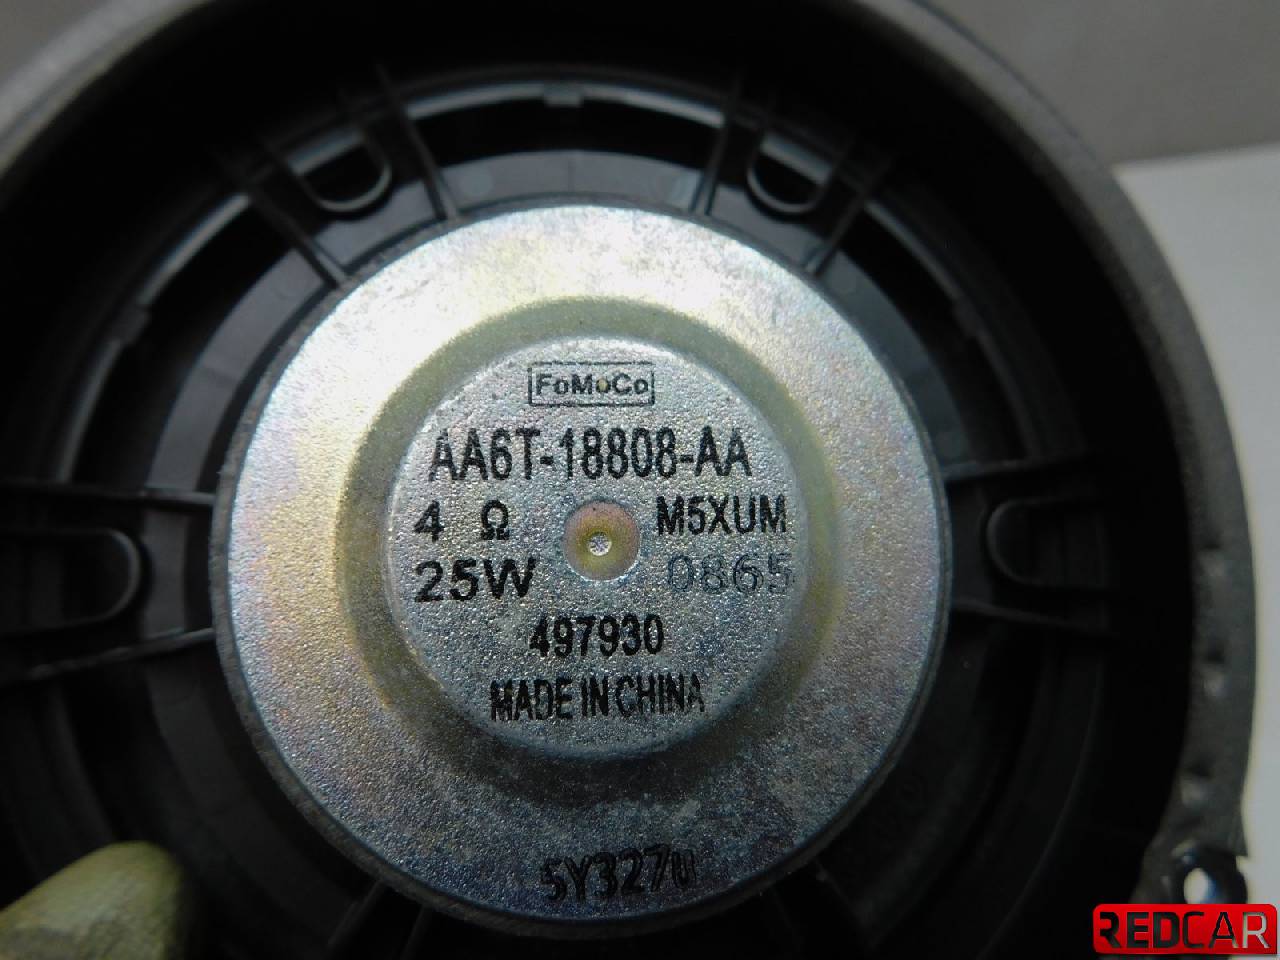 FoMoCo
AA6T-18808-AA
4 Ω M5XUM
25W 0865
497930
MADE IN CHINA
5Y327U
REDCAR